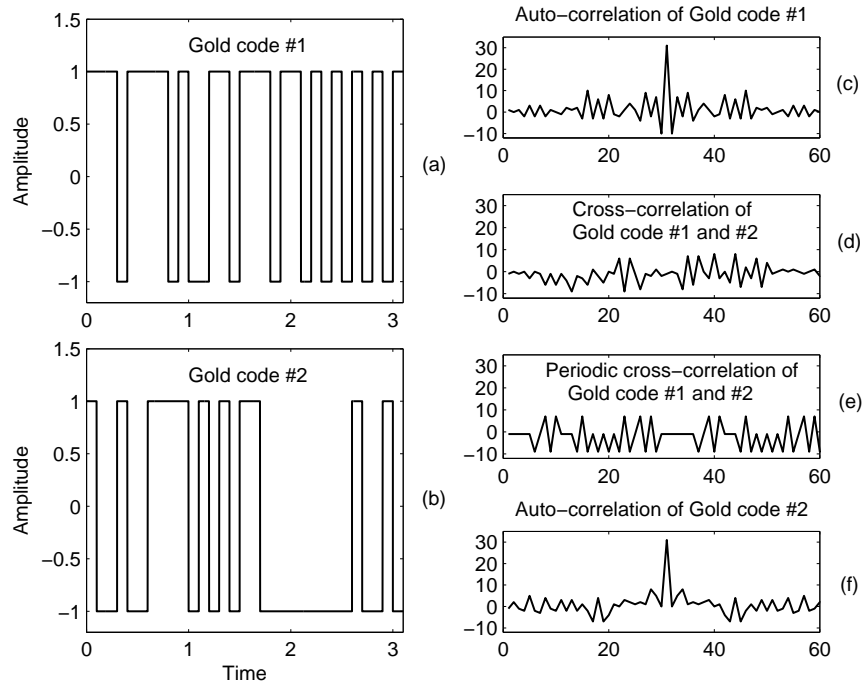 Gold code #1
Amplitude
1.5
1
0.5
0
−0.5
−1
0 1 2 3
(a)
Gold code #2
Amplitude
1.5
1
0.5
0
−0.5
−1
0 1 2 3
Time
(b)
Auto−correlation of Gold code #1
30
20
10
0
−10
0 20 40 60
(c)
Cross−correlation of
Gold code #1 and #2
30
20
10
0
−10
0 20 40 60
(d)
Periodic cross−correlation of
Gold code #1 and #2
30
20
10
0
−10
0 20 40 60
(e)
Auto−correlation of Gold code #2
30
20
10
0
−10
0 20 40 60
(f)